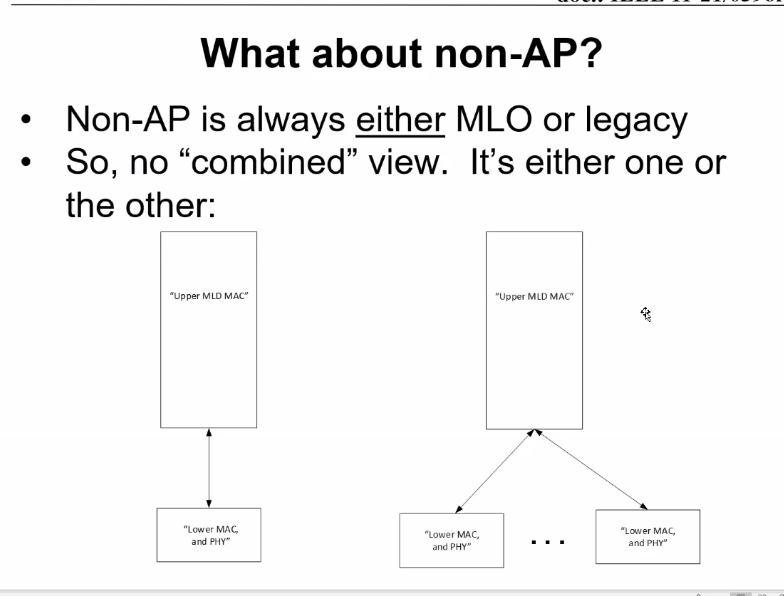 What about non-AP?
• Non-AP is always either MLO or legacy
• So, no “combined” view. It’s either one or
the other:
“Upper MLD MAC”
“Upper MLD MAC”
“Lower MAC,
and PHY”
“Lower MAC,
and PHY”
. . .
“Lower MAC,
and PHY”